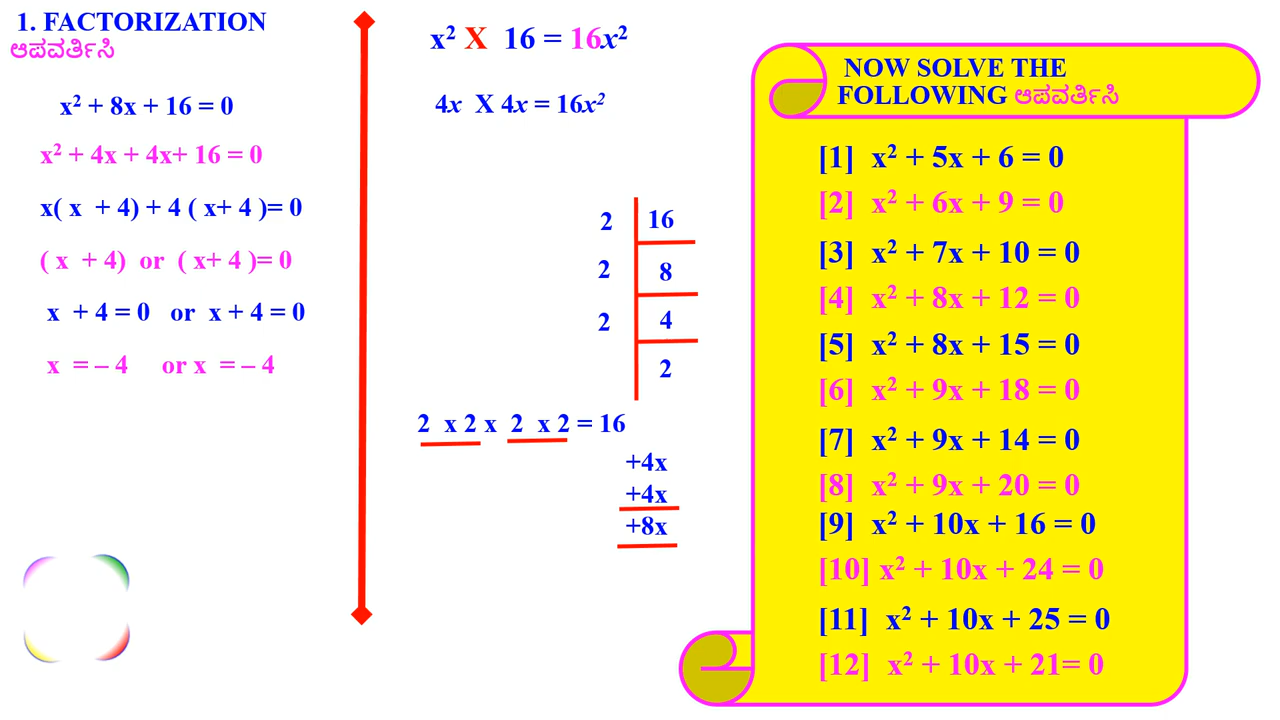 1. FACTORIZATION
ಆಪವರ್ತಿಸಿ
x² + 8x + 16 = 0
x² + 4x + 4x+ 16 = 0
x( x + 4) + 4 ( x+ 4 )= 0
( x + 4) or ( x+ 4 )= 0
x + 4 = 0 or x + 4 = 0
x = – 4 or x = – 4
x² X 16 = 16x²
4x X 4x = 16x²
2 16
2 8
2 4
2
2 x 2 x 2 x 2 = 16
+4x
+4x
+8x
NOW SOLVE THE
FOLLOWING ಆಪವರ್ತಿಸಿ
[1] x² + 5x + 6 = 0
[2] x² + 6x + 9 = 0
[3] x² + 7x + 10 = 0
[4] x² + 8x + 12 = 0
[5] x² + 8x + 15 = 0
[6] x² + 9x + 18 = 0
[7] x² + 9x + 14 = 0
[8] x² + 9x + 20 = 0
[9] x² + 10x + 16 = 0
[10] x² + 10x + 24 = 0
[11] x² + 10x + 25 = 0
[12] x² + 10x + 21= 0